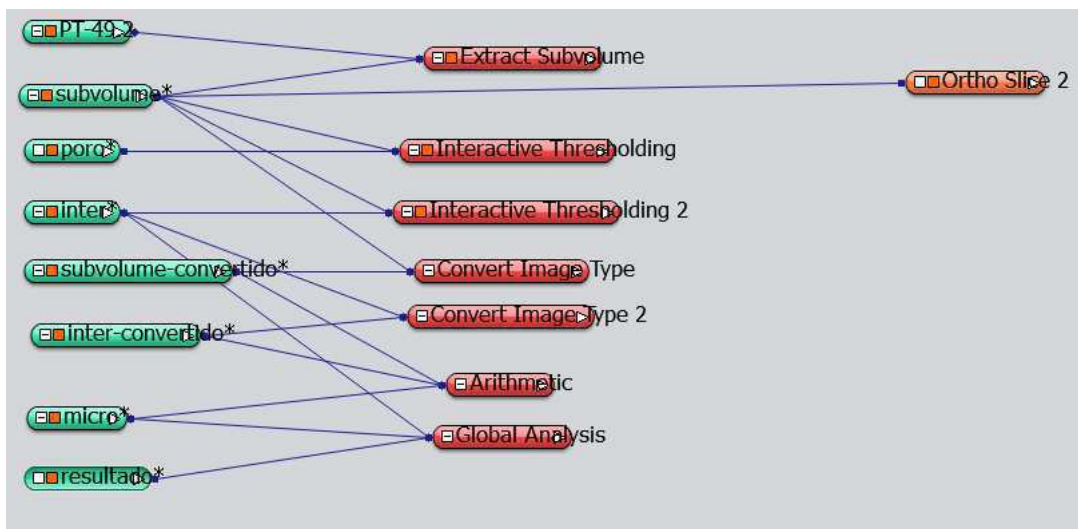 PT-49-2
Extract Subvolume
subvolume*
Ortho Slice 2
poro*
Interactive Thresholding
inter*
Interactive Thresholding 2
subvolume-convertido*
Convert Image Type
inter-convertido*
Convert Image Type 2
Arithmetic
micro*
Global Analysis
resultado*